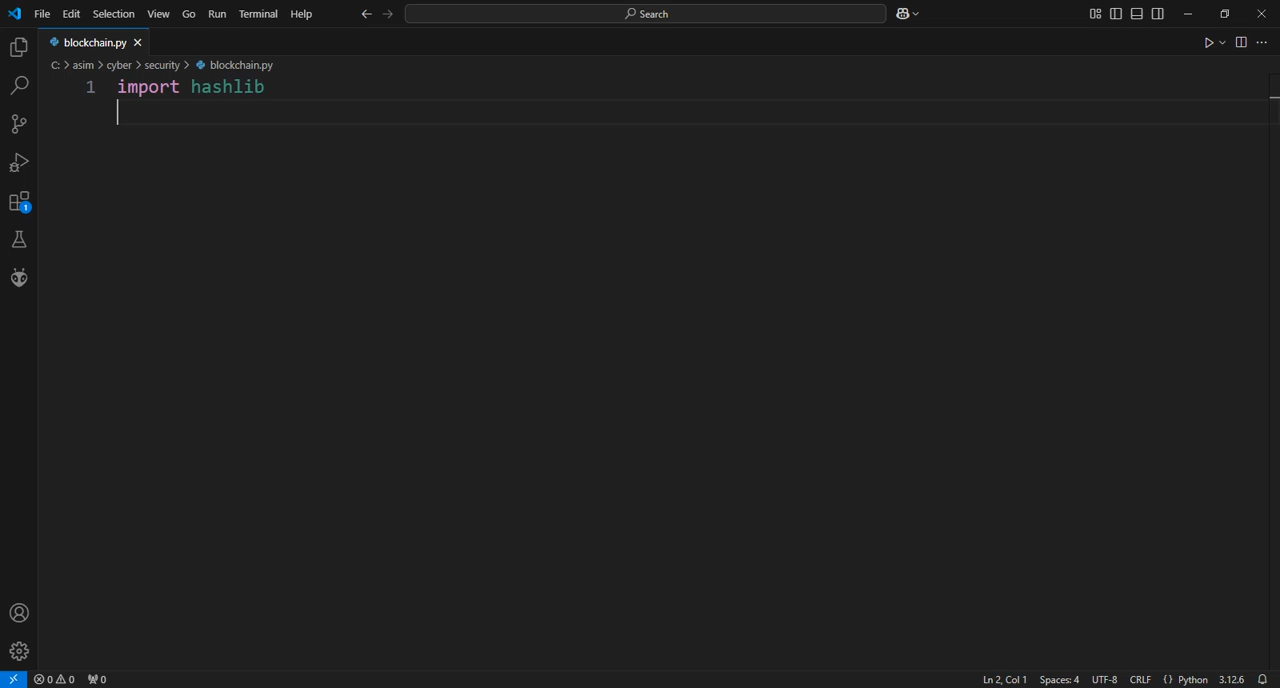 File Edit Selection View Go Run Terminal Help Search
blockchain.py
C: > asim > cyber > security > blockchain.py
1 import hashlib
1
0 0 0 Ln 2, Col 1 Spaces: 4 UTF-8 CRLF {} Python 3.12.6